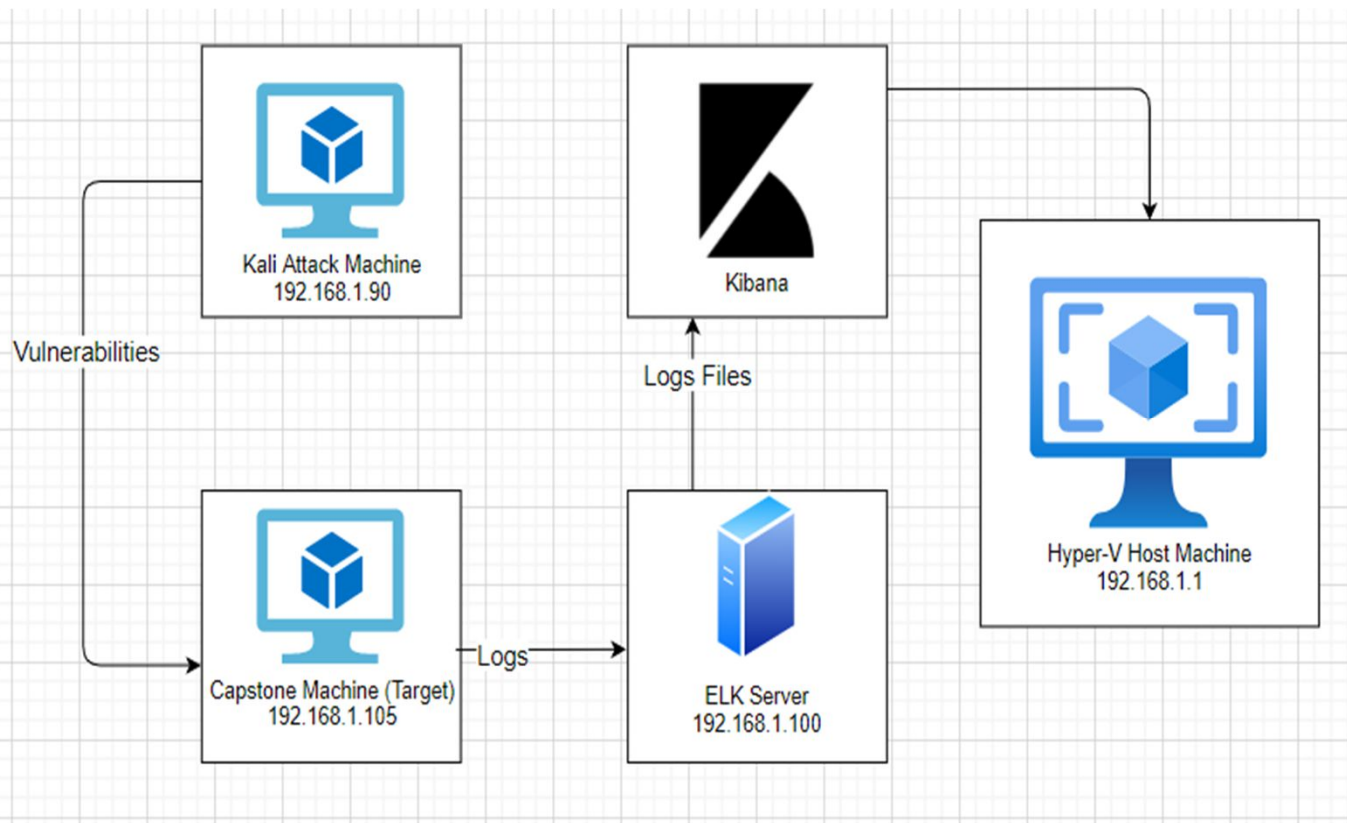 Kali Attack Machine
192.168.1.90
Kibana
Vulnerabilities
Logs Files
Hyper-V Host Machine
192.168.1.1
Capstone Machine (Target)
192.168.1.105
Logs
ELK Server
192.168.1.100